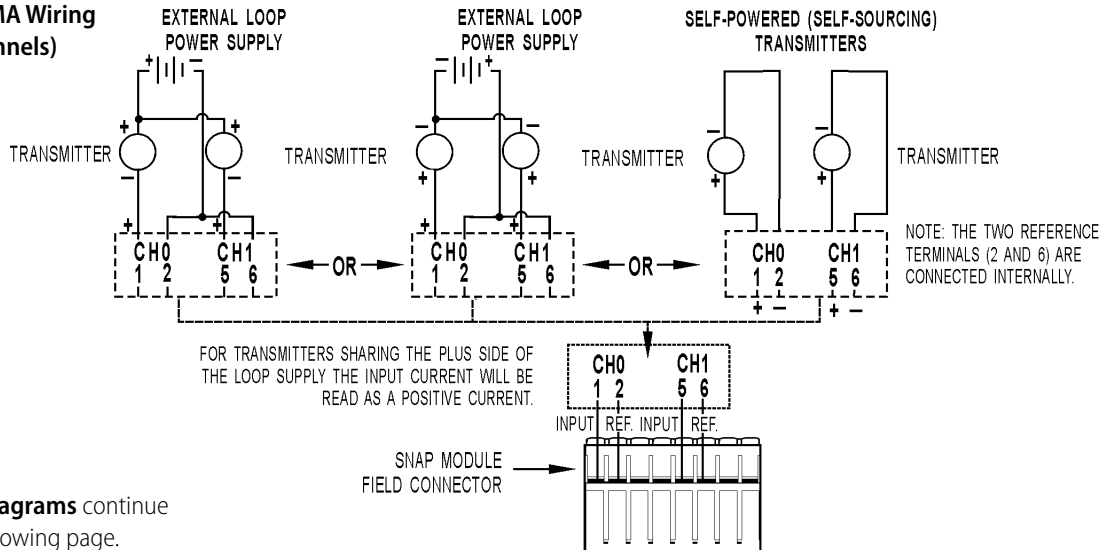 MA Wiring
nnels)
EXTERNAL LOOP
POWER SUPPLY
EXTERNAL LOOP
POWER SUPPLY
SELF-POWERED (SELF-SOURCING)
TRANSMITTERS
+ −
− +
+ +
− −
− −
TRANSMITTER
TRANSMITTER
TRANSMITTER
TRANSMITTER
− −
+ +
+ +
+ +
+ +
CH0 CH1
1 2 5 6
OR
CH0 CH1
1 2 5 6
OR
CH0 CH1
1 2 5 6
+ − + −
NOTE: THE TWO REFERENCE
TERMINALS (2 AND 6) ARE
CONNECTED INTERNALLY.
FOR TRANSMITTERS SHARING THE PLUS SIDE OF
THE LOOP SUPPLY THE INPUT CURRENT WILL BE
READ AS A POSITIVE CURRENT.
CH0 CH1
1 2 5 6
INPUT REF. INPUT REF.
SNAP MODULE
FIELD CONNECTOR
agrams continue
owing page.